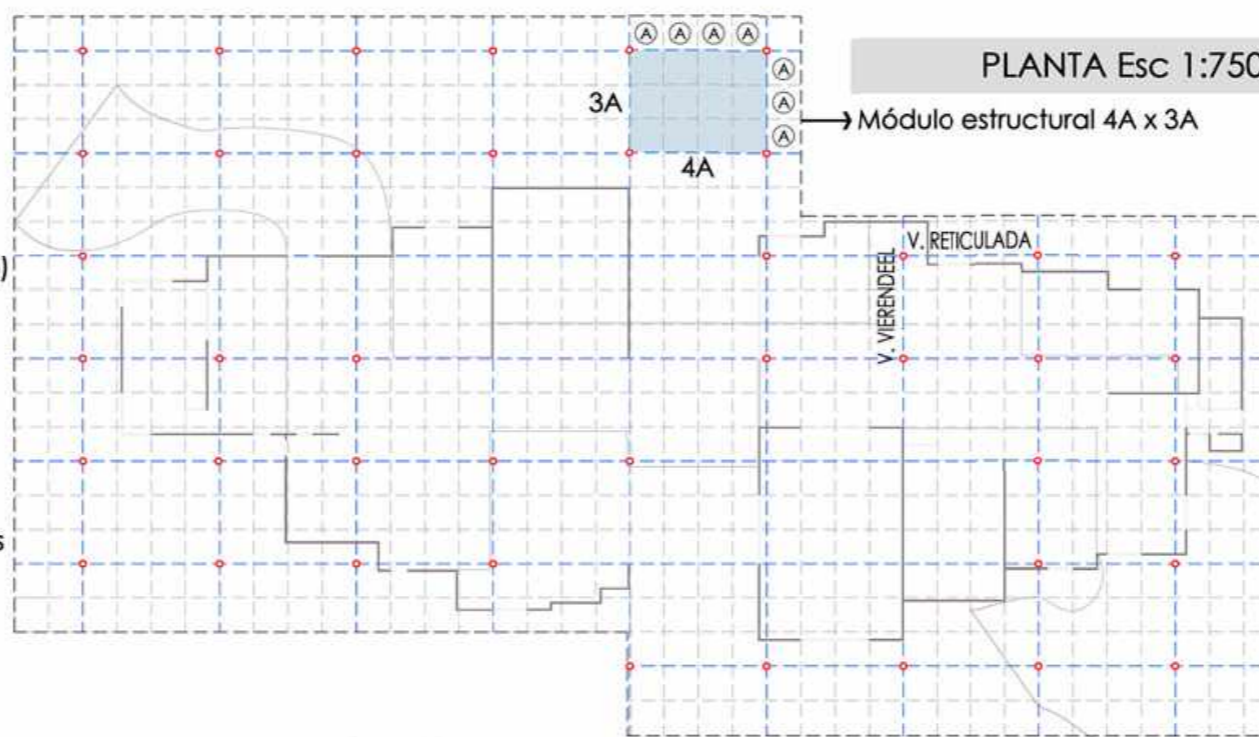 A A A A
PLANTA Esc 1:750
A
3A
A
Módulo estructural 4A x 3A
A
4A
V. RETICULADA
V. VIERENDEEL
)
s